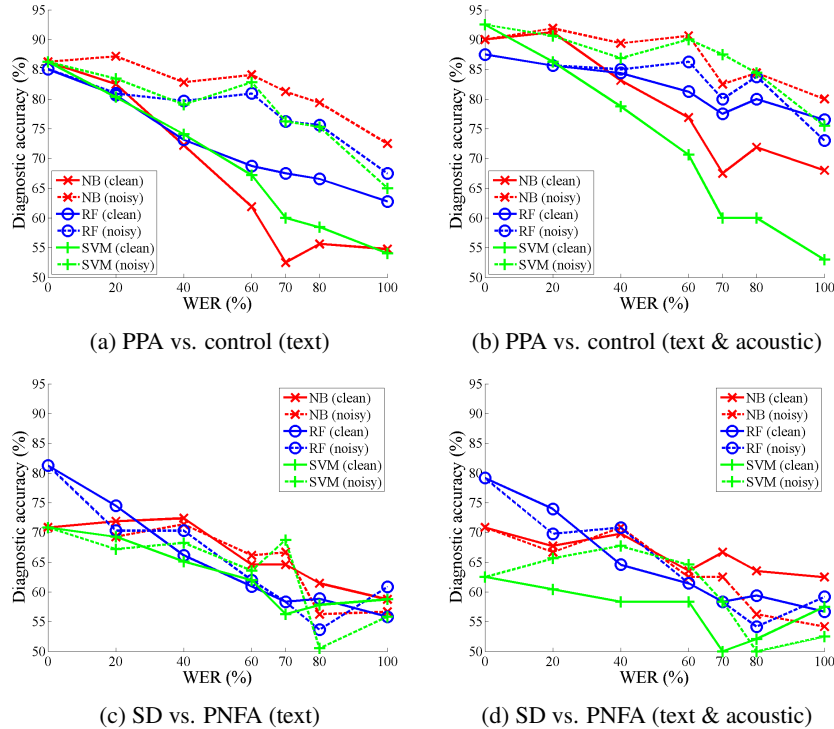 95
90
85
80
75
70
65
60
55
50
Diagnostic accuracy (%)
NB (clean)
NB (noisy)
RF (clean)
RF (noisy)
SVM (clean)
SVM (noisy)
0 20 40 60 70 80 100
WER (%)
(a) PPA vs. control (text)
95
90
85
80
75
70
65
60
55
50
Diagnostic accuracy (%)
NB (clean)
NB (noisy)
RF (clean)
RF (noisy)
SVM (clean)
SVM (noisy)
0 20 40 60 70 80 100
WER (%)
(b) PPA vs. control (text & acoustic)
95
90
85
80
75
70
65
60
55
50
Diagnostic accuracy (%)
NB (clean)
NB (noisy)
RF (clean)
RF (noisy)
SVM (clean)
SVM (noisy)
0 20 40 60 70 80 100
WER (%)
(c) SD vs. PNFA (text)
95
90
85
80
75
70
65
60
55
50
Diagnostic accuracy (%)
NB (clean)
NB (noisy)
RF (clean)
RF (noisy)
SVM (clean)
SVM (noisy)
0 20 40 60 70 80 100
WER (%)
(d) SD vs. PNFA (text & acoustic)